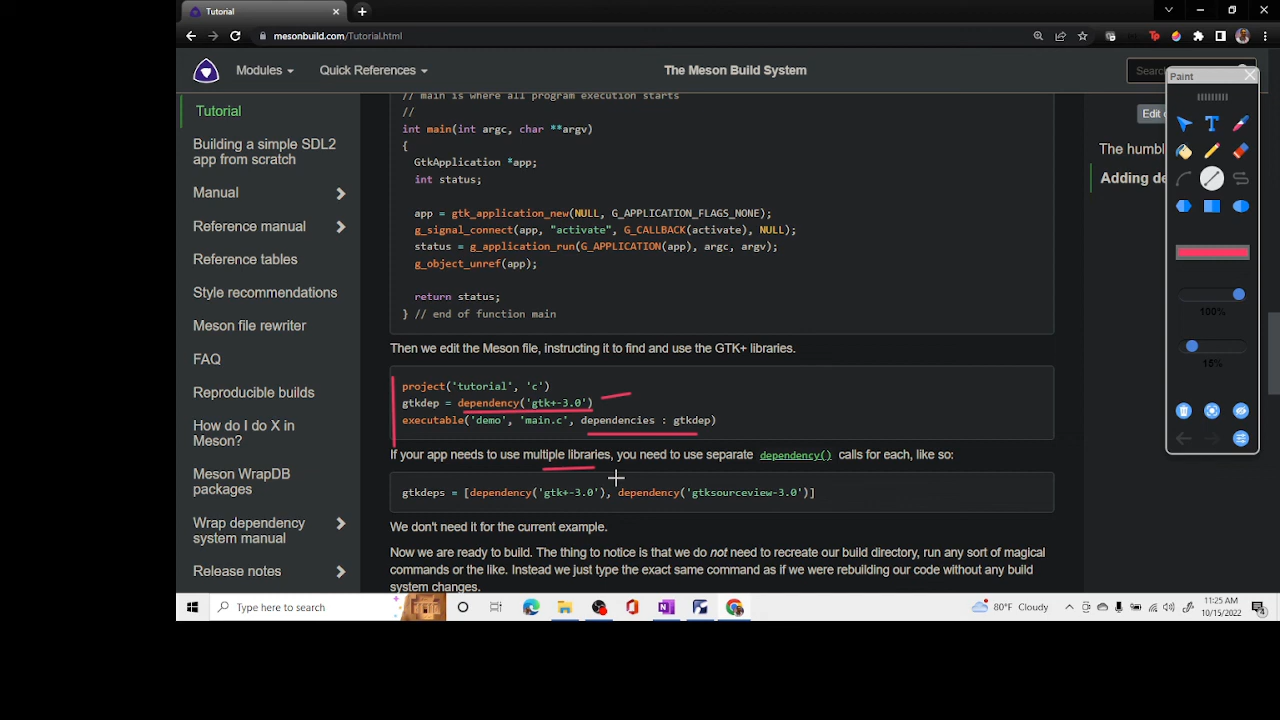 Tutorial
mesonbuild.com/Tutorial.html
Modules
Quick References
The Meson Build System
Paint
Tutorial
Building a simple SDL2
app from scratch
Manual
Reference manual
Reference tables
Style recommendations
Meson file rewriter
FAQ
Reproducible builds
How do I do X in
Meson?
Meson WrapDB
packages
Wrap dependency
system manual
Release notes
// main is where all program execution starts
//
int main(int argc, char **argv)
{
GtkApplication *app;
int status;
app = gtk_application_new(NULL, G_APPLICATION_FLAGS_NONE);
g_signal_connect(app, "activate", G_CALLBACK(activate), NULL);
status = g_application_run(G_APPLICATION(app), argc, argv);
g_object_unref(app);
return status;
} // end of function main
Then we edit the Meson file, instructing it to find and use the GTK+ libraries.
project('tutorial', 'c')
gtkdep = dependency('gtk+-3.0')
executable('demo', 'main.c', dependencies : gtkdep)
If your app needs to use multiple libraries, you need to use separate dependency() calls for each, like so:
gtkdeps = [dependency('gtk+-3.0'), dependency('gtksourceview-3.0')]
We don't need it for the current example.
Now we are ready to build. The thing to notice is that we do not need to recreate our build directory, run any sort of magical
commands or the like. Instead we just type the exact same command as if we were rebuilding our code without any build
system changes.
Edit
The humbl
Adding de
T
100%
15%
Type here to search
80°F Cloudy
11:25 AM
10/15/2022